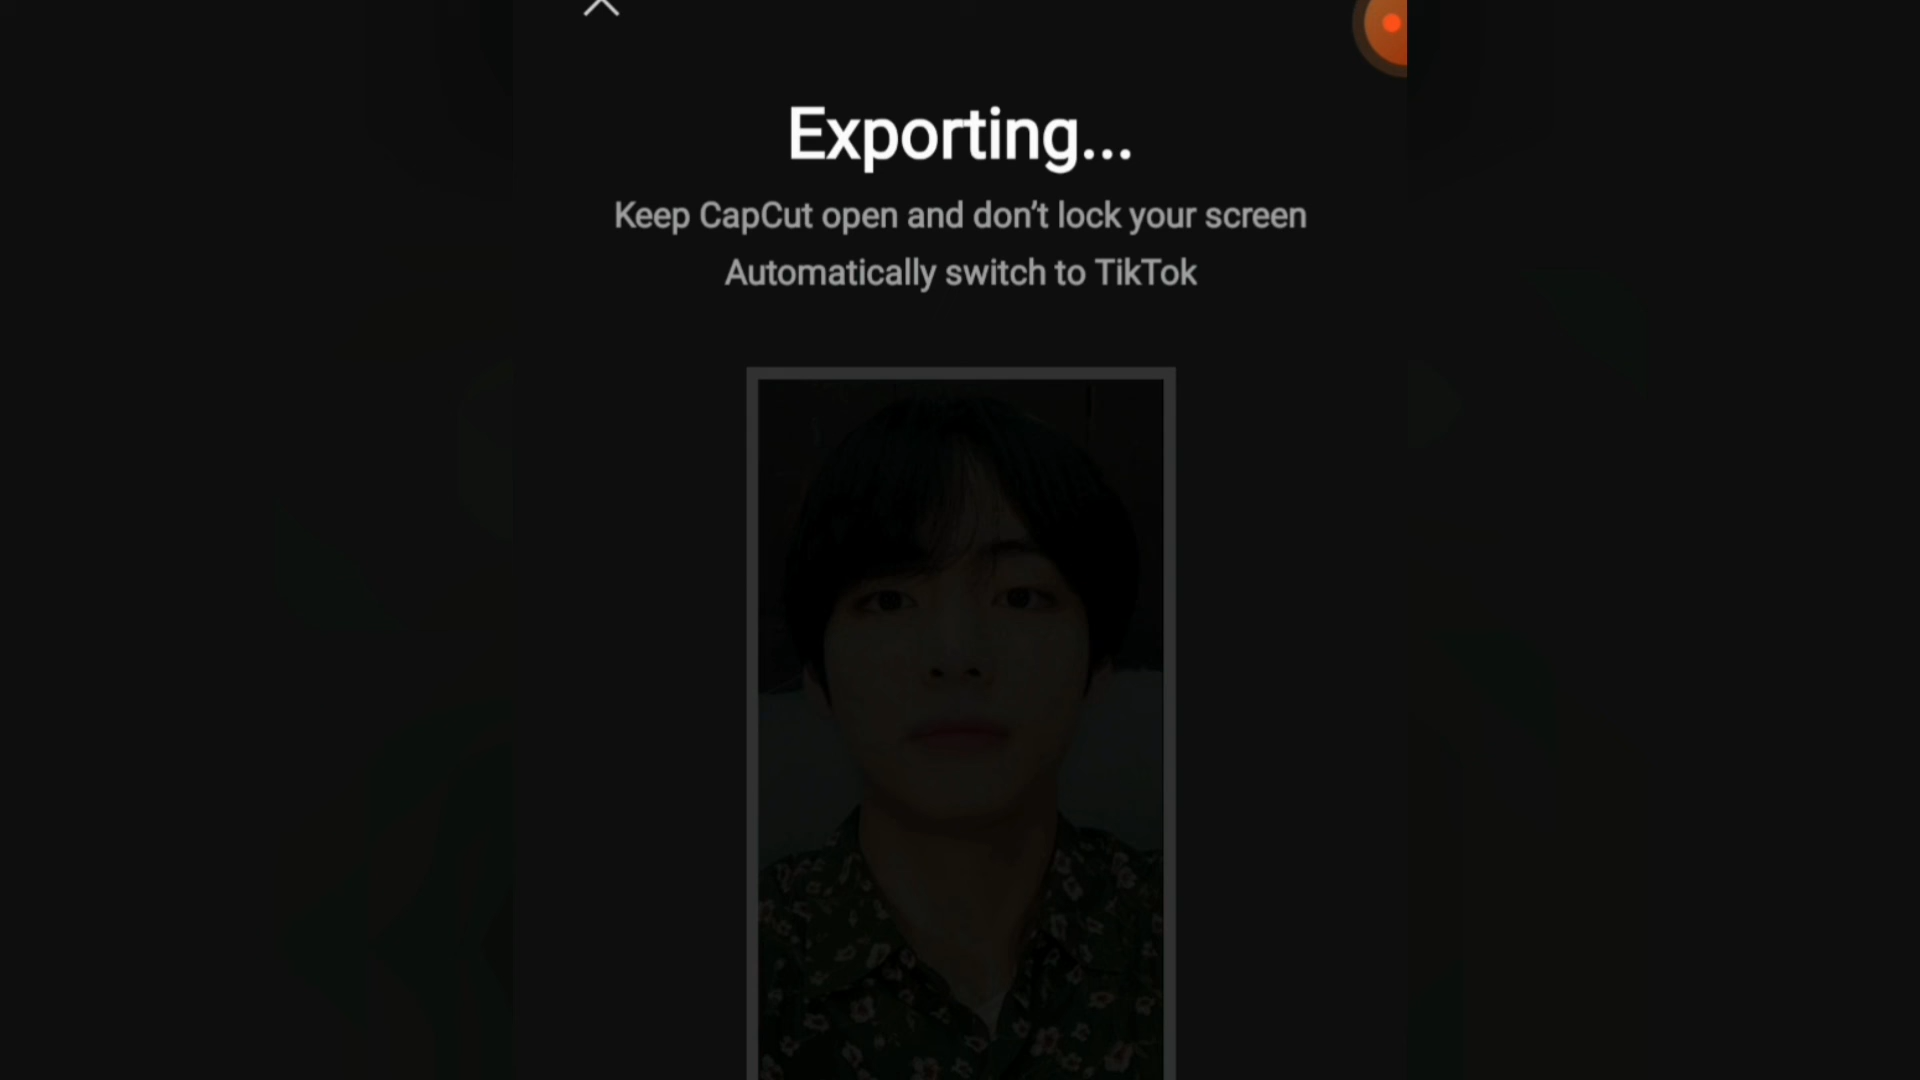 Exporting...
Keep CapCut open and don’t lock your screen
Automatically switch to TikTok